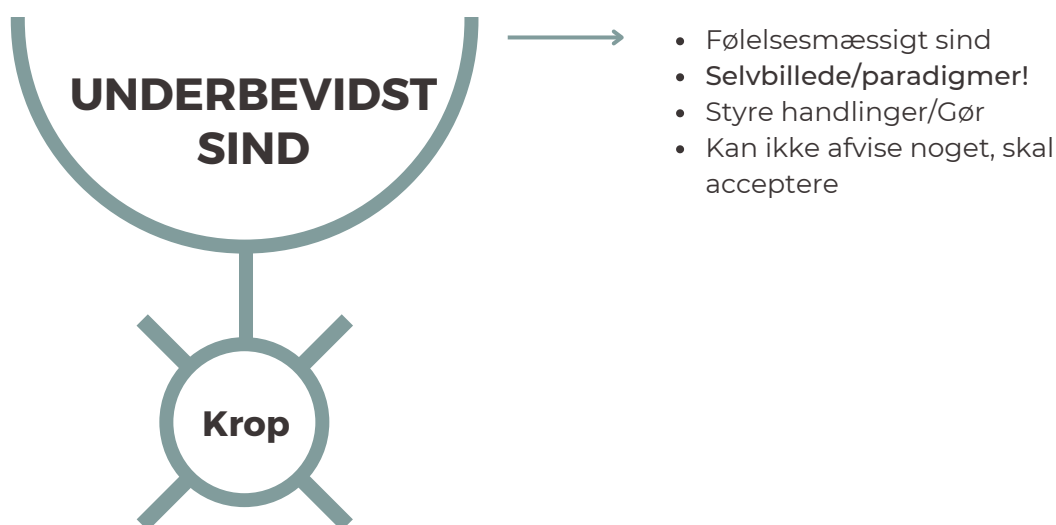 UNDERBEVIDST
SIND
• Følelsesmæssigt sind
• Selvbillede/paradigmer!
• Styre handlinger/Gør
• Kan ikke afvise noget, skal
acceptere
Krop